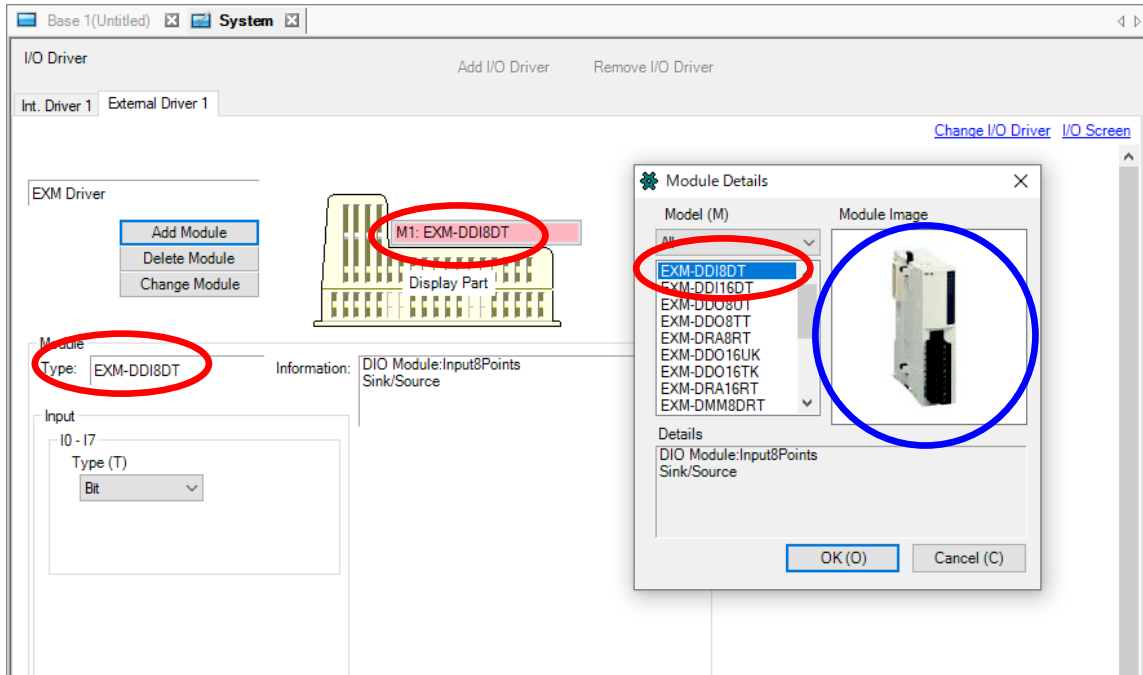 Base 1(Untitled) System
I/O Driver
Add I/O Driver Remove I/O Driver
Int. Driver 1 External Driver 1
Change I/O Driver I/O Screen
EXM Driver
Add Module
Delete Module
Change Module
M1: EXM-DDI8DT
Display Part
Module
Type: EXM-DDI8DT
Information: DIO Module:Input8Points
Sink/Source
Input
I0 - I7
Type (T)
Bit
Module Details
Model (M)
All
EXM-DDI8DT
EXM-DDI16DT
EXM-DDO8UT
EXM-DDO8TT
EXM-DRA8RT
EXM-DDO16UK
EXM-DDO16TK
EXM-DRA16RT
EXM-DMM8DRT
Module Image
Details
DIO Module:Input8Points
Sink/Source
OK (O) Cancel (C)